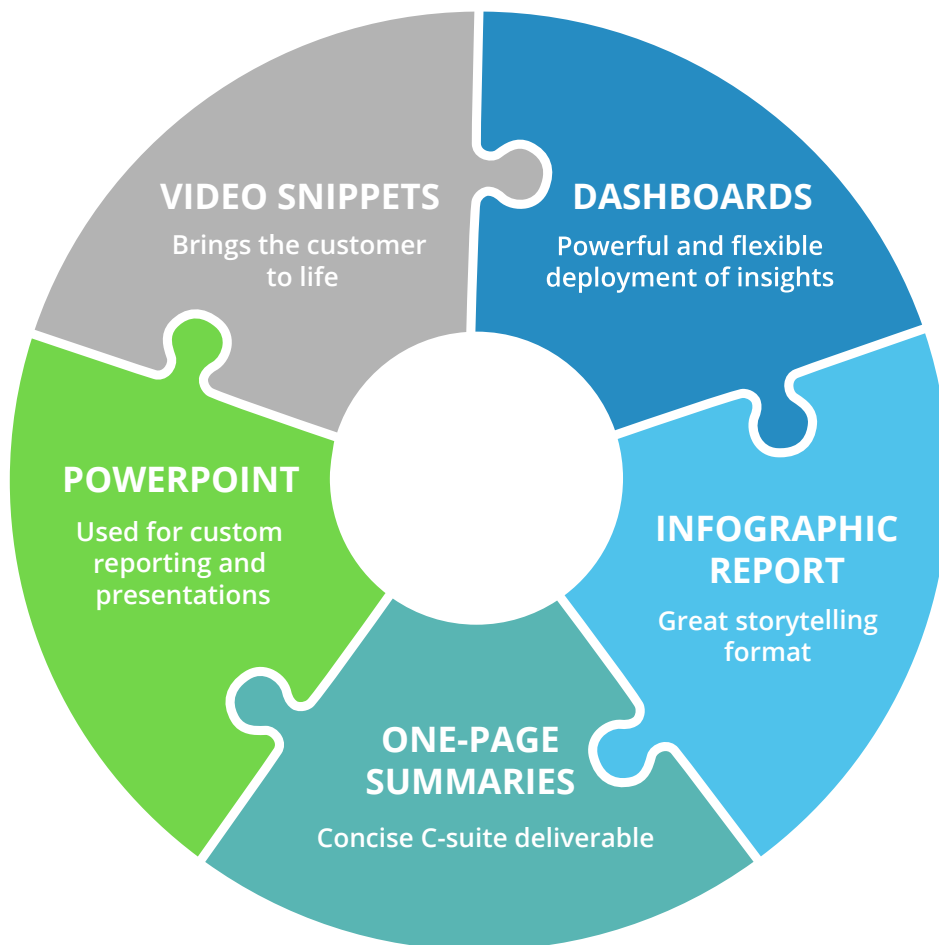 VIDEO SNIPPETS
Brings the customer
to life
DASHBOARDS
Powerful and flexible
deployment of insights
INFOGRAPHIC
REPORT
Great storytelling
format
ONE-PAGE
SUMMARIES
Concise C-suite deliverable
POWERPOINT
Used for custom
reporting and
presentations